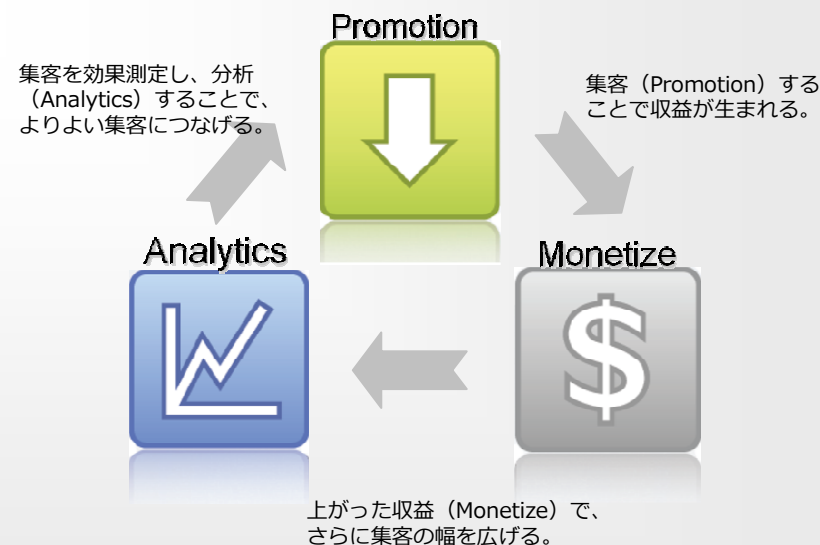 Promotion
集客を効果測定し、分析
（Analytics）することで、
よりよい集客につなげる。
集客（Promotion）する
ことで収益が生まれる。
Analytics
Monetize
上がった収益（Monetize）で、
さらに集客の幅を広げる。